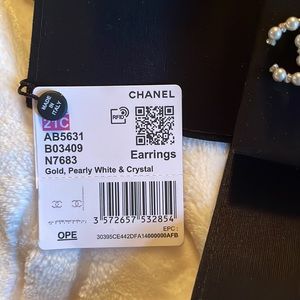 MADE IN
ITALY
21C
RFID
CHANEL
AB5631
B03409
N7683
Earrings
Gold, Pearly White & Crystal
3 572657 532854
OPE
EPC :
30395CE442DFA14000000AFB